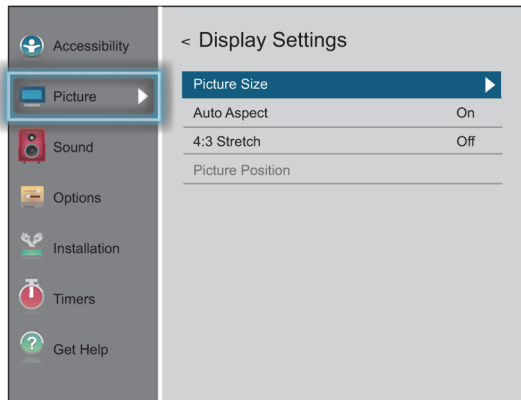 Accessibility
Picture
Sound
Options
Installation
Timers
Get Help
< Display Settings
Picture Size
Auto Aspect On
4:3 Stretch Off
Picture Position